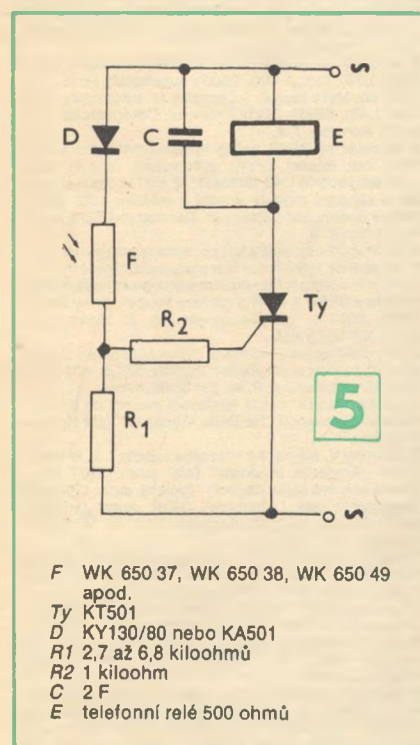 S
D
C
E
F
Ty
R2
5
R1
S
F WK 650 37, WK 650 38, WK 650 49
apod.
Ty KT501
D KY130/80 nebo KA501
R1 2,7 až 6,8 kiloohmů
R2 1 kiloohm
C 2 F
E telefonní relé 500 ohmů